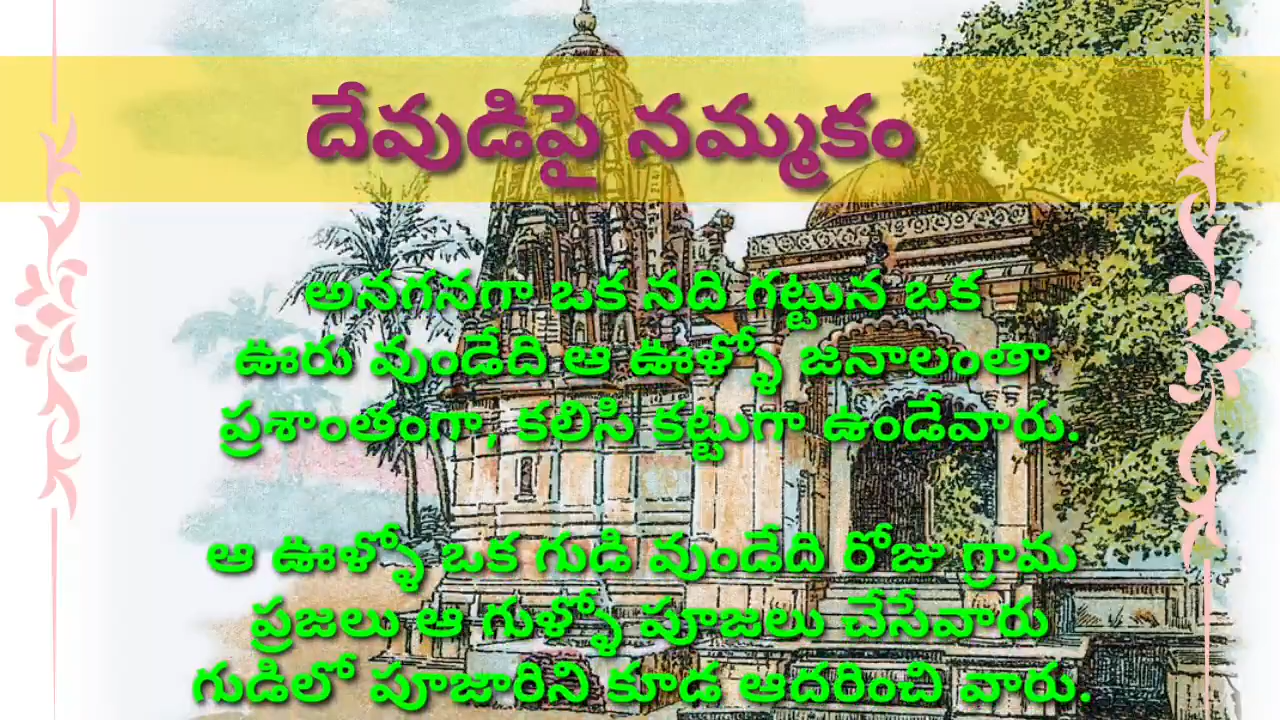 దేవుడిపై నమ్మకం
అనగనగా ఒక నది గట్టున ఒక
ఊరు వుండేది ఆ ఊళ్ళో జనాలంతా
ప్రశాంతంగా, కలిసి కట్టుగా ఉండేవారు.
ఆ ఊళ్ళో ఒక గుడి వుండేది రోజు గ్రామ
ప్రజలు ఆ గుళ్ళో పూజలు చేసేవారు
గుడిలో పూజారిని కూడ ఆదరించి వారు.